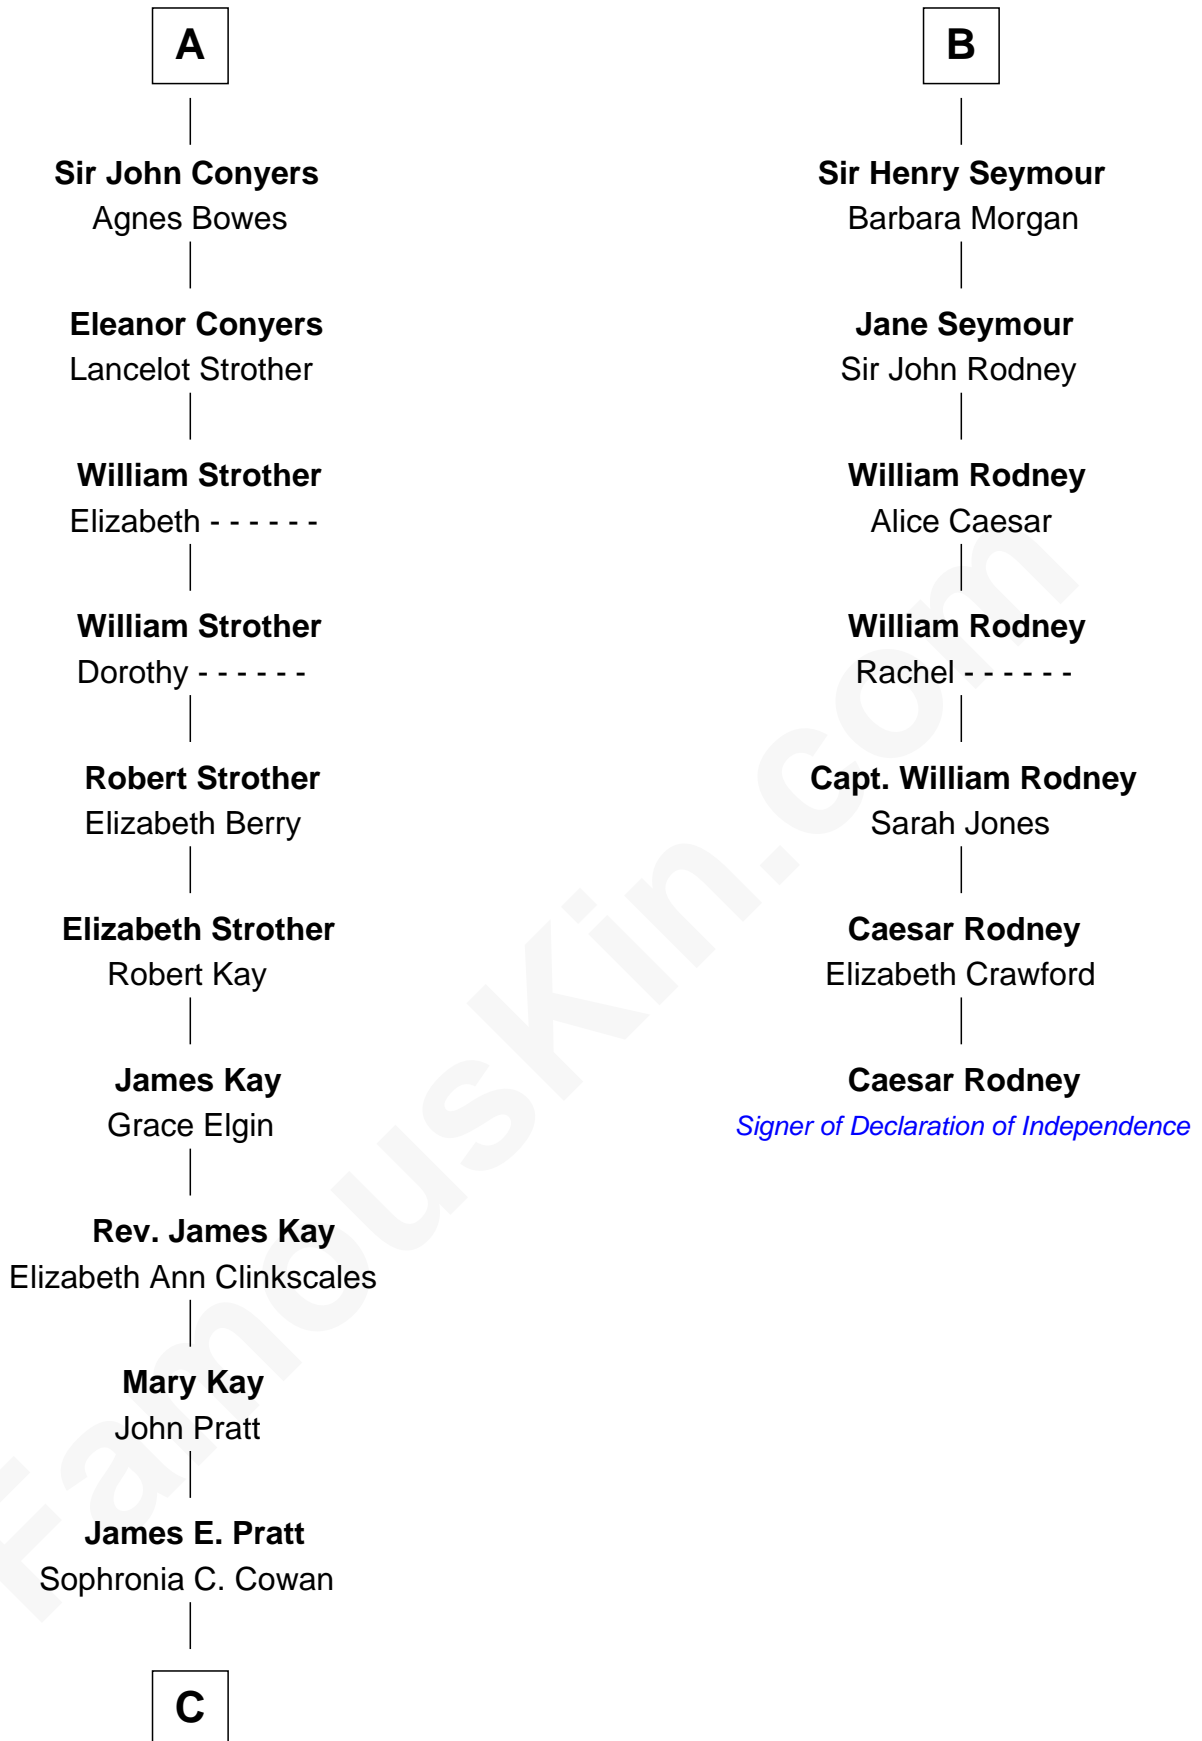 A
Sir John Conyers
Agnes Bowes
Eleanor Conyers
Lancelot Strother
William Strother
Elizabeth - - - - - -
William Strother
Dorothy - - - - - -
Robert Strother
Elizabeth Berry
Elizabeth Strother
Robert Kay
James Kay
Grace Elgin
Rev. James Kay
Elizabeth Ann Clinkscales
Mary Kay
John Pratt
James E. Pratt
Sophronia C. Cowan
C
B
Sir Henry Seymour
Barbara Morgan
Jane Seymour
Sir John Rodney
William Rodney
Alice Caesar
William Rodney
Rachel - - - - - -
Capt. William Rodney
Sarah Jones
Caesar Rodney
Elizabeth Crawford
Caesar Rodney
Signer of Declaration of Independence
FamousKin.com